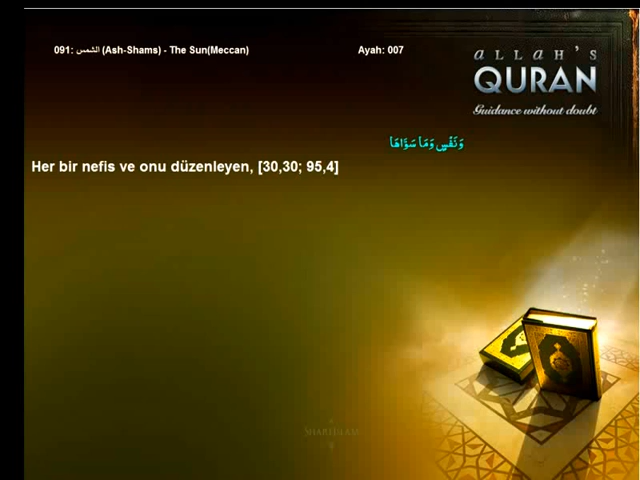 091: الشمس (Ash-Shams) - The Sun(Meccan) Ayah: 007
ALLAH'S
QURAN
Guidance without doubt
وَنَفْسٍ وَمَا سَوَّاهَا
Her bir nefis ve onu düzenleyen, [30,30; 95,4]